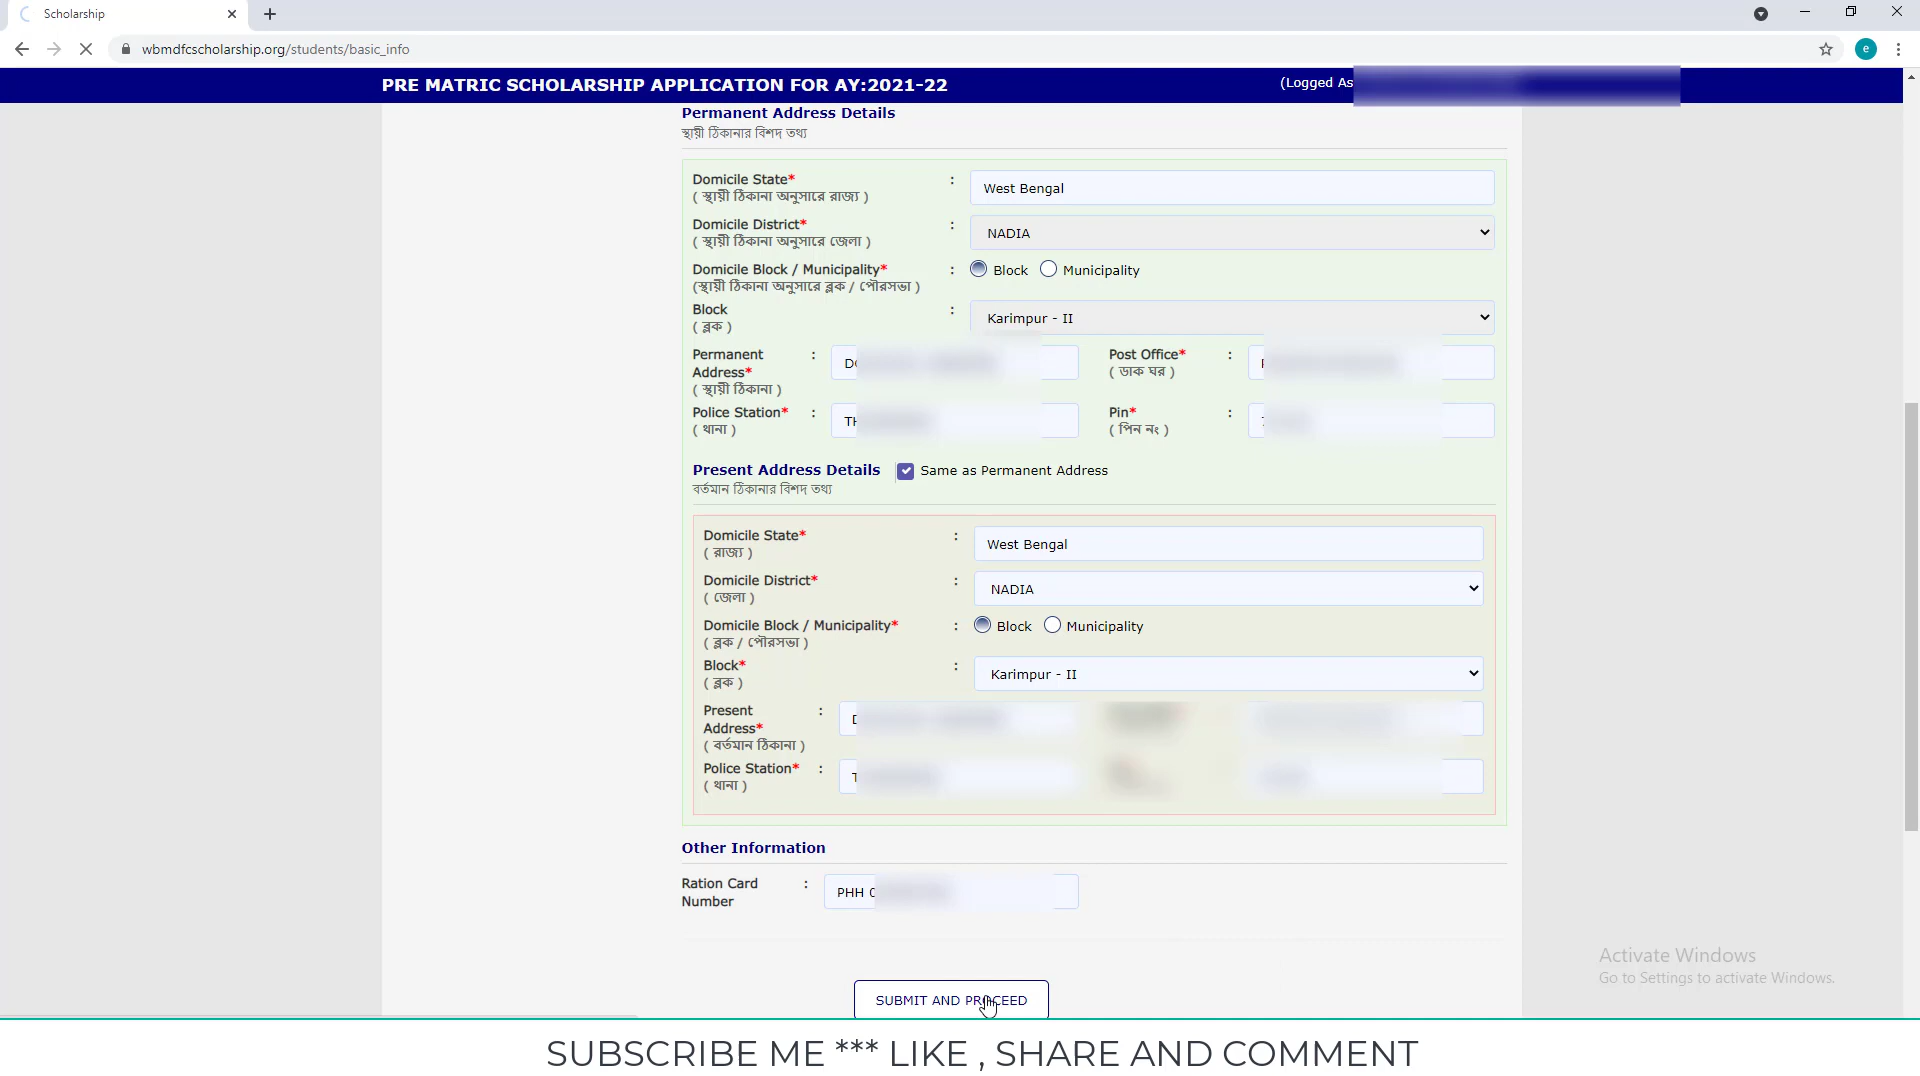 Scholarship
wbmdfcscholarship.org/students/basic_info
e
PRE MATRIC SCHOLARSHIP APPLICATION FOR AY:2021-22
(Logged As
Permanent Address Details
স্থায়ী ঠিকানার বিশদ তথ্য
Domicile State* : West Bengal
( স্থায়ী ঠিকানা অনুসারে রাজ্য )
Domicile District* : NADIA
( স্থায়ী ঠিকানা অনুসারে জেলা )
Domicile Block / Municipality* : Block Municipality
(স্থায়ী ঠিকানা অনুসারে ব্লক / পৌরসভা )
Block : Karimpur - II
( ব্লক )
Permanent : Post Office* :
Address* ( ডাক ঘর )
( স্থায়ী ঠিকানা )
Police Station* : Pin* :
( থানা ) ( পিন নং )
Present Address Details Same as Permanent Address
বর্তমান ঠিকানার বিশদ তথ্য
Domicile State* : West Bengal
( রাজ্য )
Domicile District* : NADIA
( জেলা )
Domicile Block / Municipality* : Block Municipality
( ব্লক / পৌরসভা )
Block* : Karimpur - II
( ব্লক )
Present :
Address*
( বর্তমান ঠিকানা )
Police Station* :
( থানা )
Other Information
Ration Card : PHH
Number
Activate Windows
Go to Settings to activate Windows.
SUBMIT AND PROCEED
SUBSCRIBE ME *** LIKE , SHARE AND COMMENT